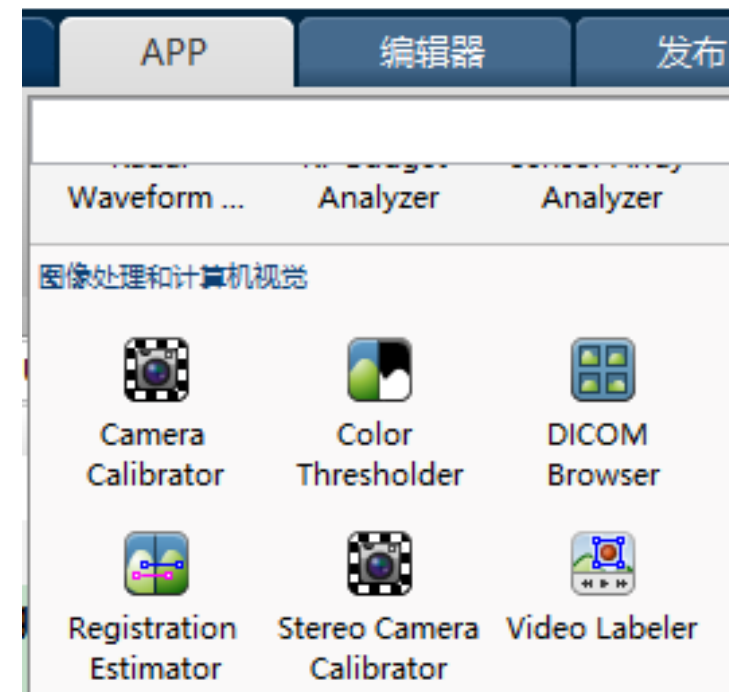 APP 编辑器 发布
Waveform ... Analyzer Analyzer
图像处理和计算机视觉
Camera Color DICOM
Calibrator Thresholder Browser
Registration Stereo Camera Video Labeler
Estimator Calibrator